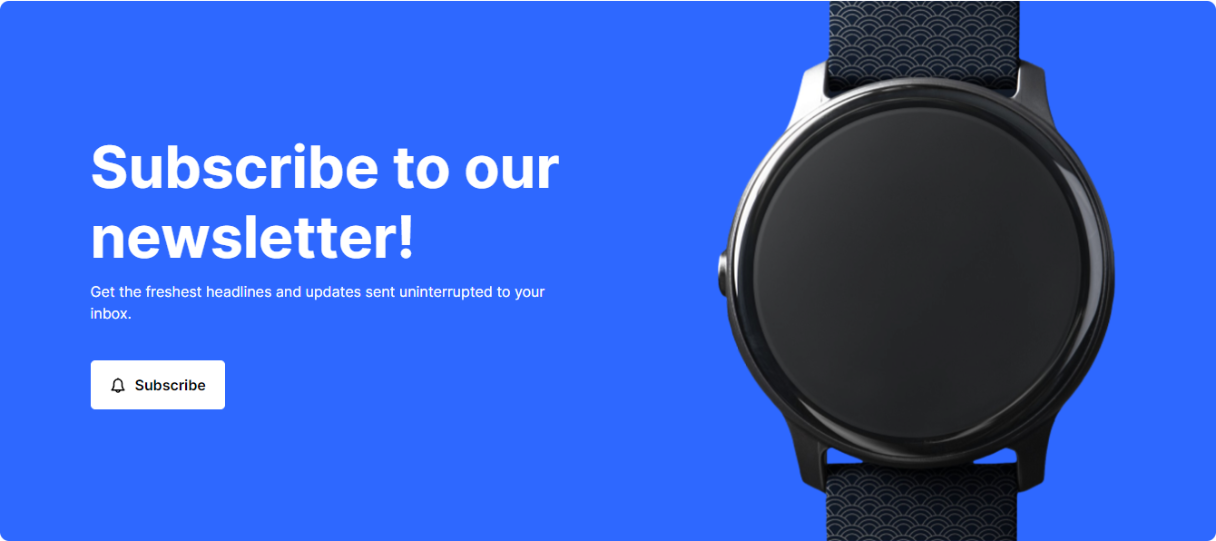 Subscribe to our
newsletter!
Get the freshest headlines and updates sent uninterrupted to your
inbox.
Subscribe